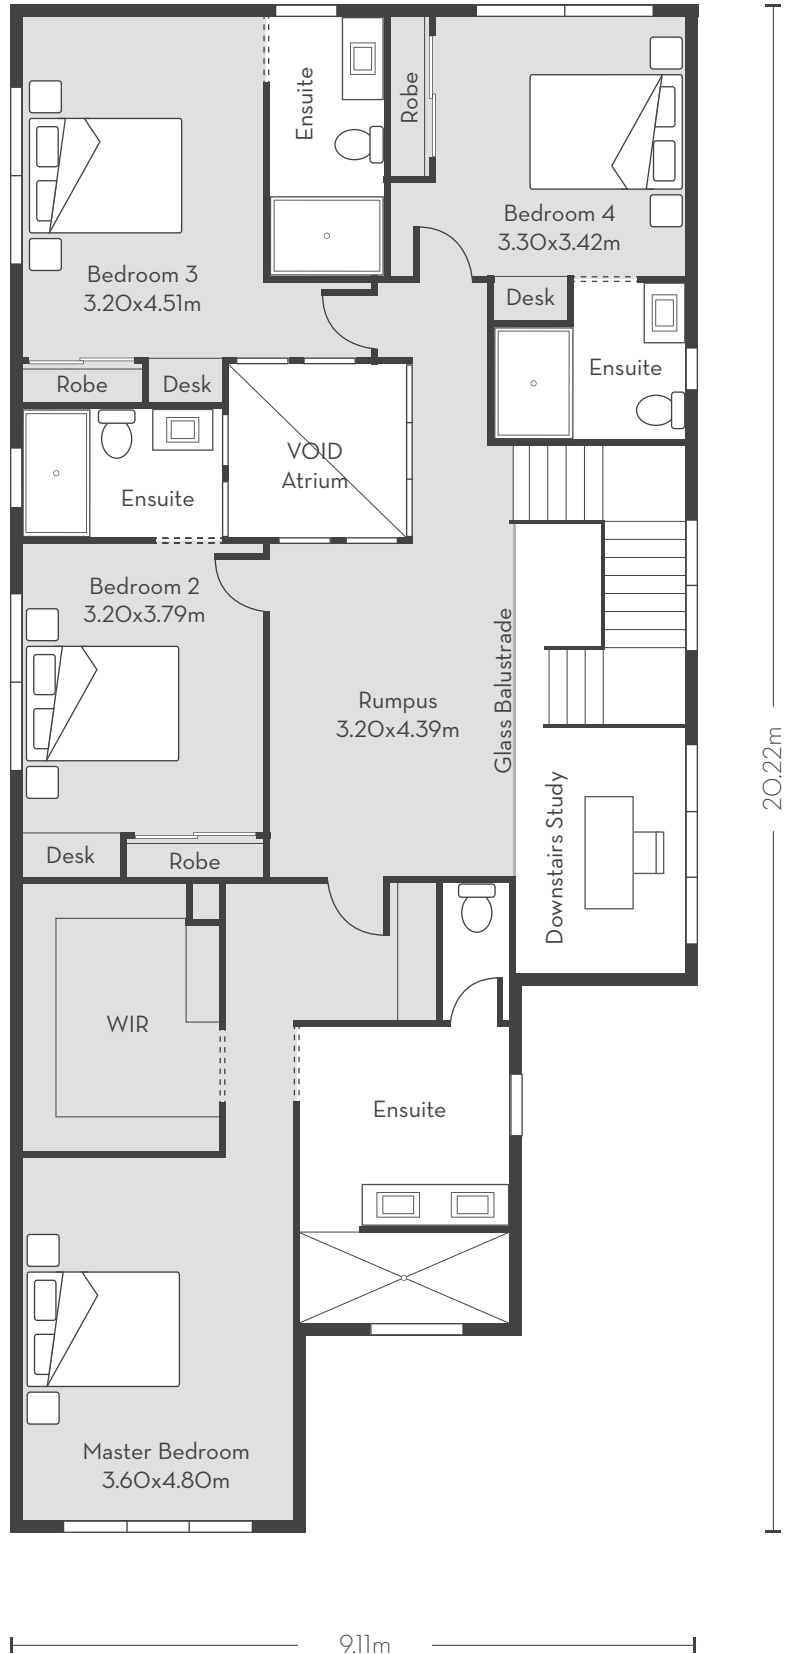 Ensuite
Robe
Bedroom 4
3.30x3.42m
Bedroom 3
3.20x4.51m
Desk
Ensuite
Robe
Desk
VOID
Atrium
Ensuite
Bedroom 2
3.20x3.79m
Glass Balustrade
Rumpus
3.20x4.39m
20.22m
Downstairs Study
Desk
Robe
WIR
Ensuite
Master Bedroom
3.60x4.80m
9.11m